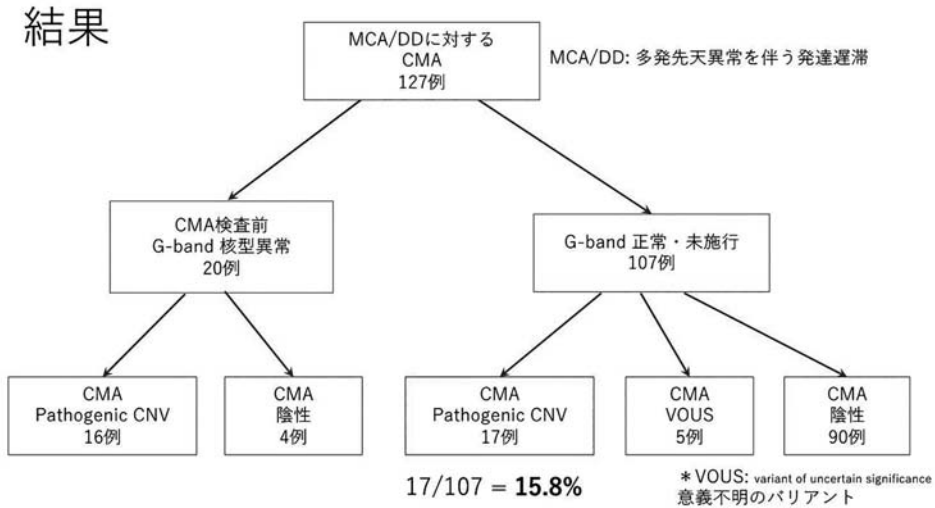 結果
MCA/DDに対する
CMA
127例
MCA/DD: 多発先天異常を伴う発達遅滞
CMA検査前
G-band 核型異常
20例
G-band 正常・未施行
107例
CMA
Pathogenic CNV
16例
CMA
陰性
4例
CMA
Pathogenic CNV
17例
CMA
VOUS
5例
CMA
陰性
90例
17/107 = 15.8%
＊VOUS: variant of uncertain significance
意義不明のバリアント